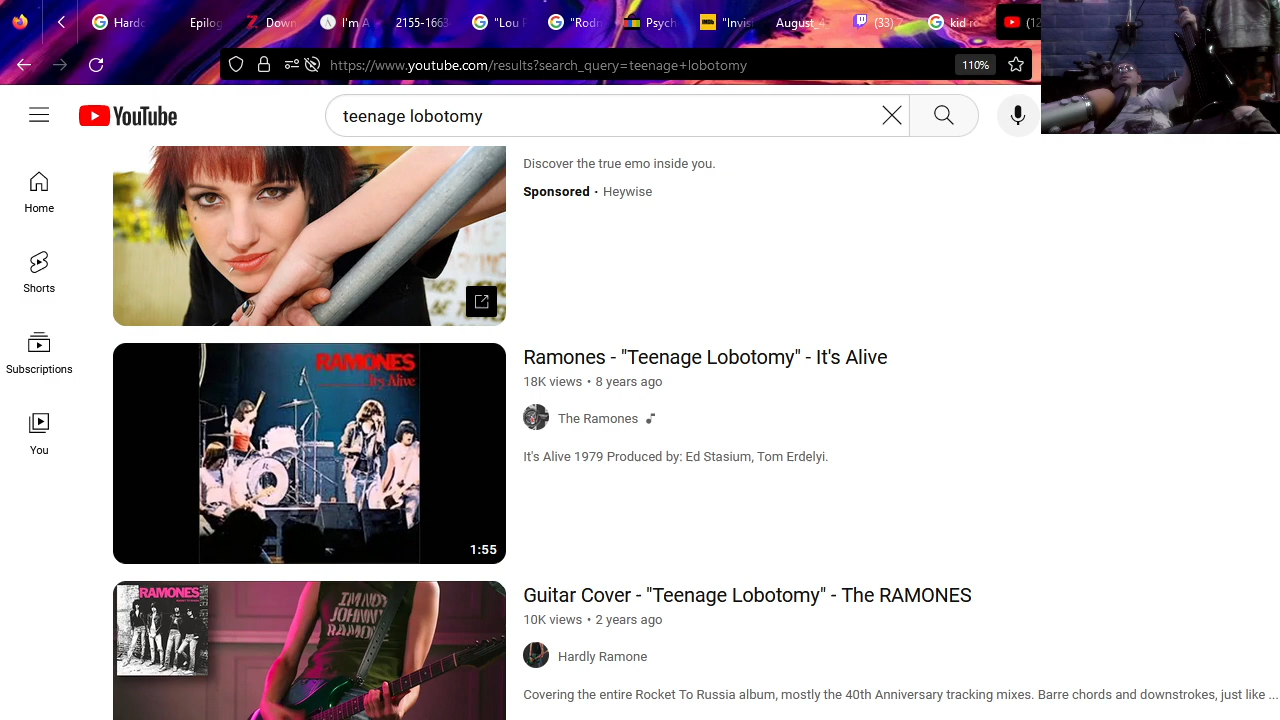 Hardc
Epilog
Down
I'm A
2155-1663
"Lou F
"Rodr
Psych
"Invis
August_4
(33)
kid ro
(12
https://www.youtube.com/results?search_query=teenage+lobotomy
110%
YouTube
teenage lobotomy
Home
Shorts
Subscriptions
You
Discover the true emo inside you.
Sponsored · Heywise
RAMONES
It's Alive
1:55
Ramones - "Teenage Lobotomy" - It's Alive
18K views • 8 years ago
The Ramones
It's Alive 1979 Produced by: Ed Stasium, Tom Erdelyi.
RAMONES
I'M NOT
JOHNNY
RAMONE
Guitar Cover - "Teenage Lobotomy" - The RAMONES
10K views • 2 years ago
Hardly Ramone
Covering the entire Rocket To Russia album, mostly the 40th Anniversary tracking mixes. Barre chords and downstrokes, just like ...